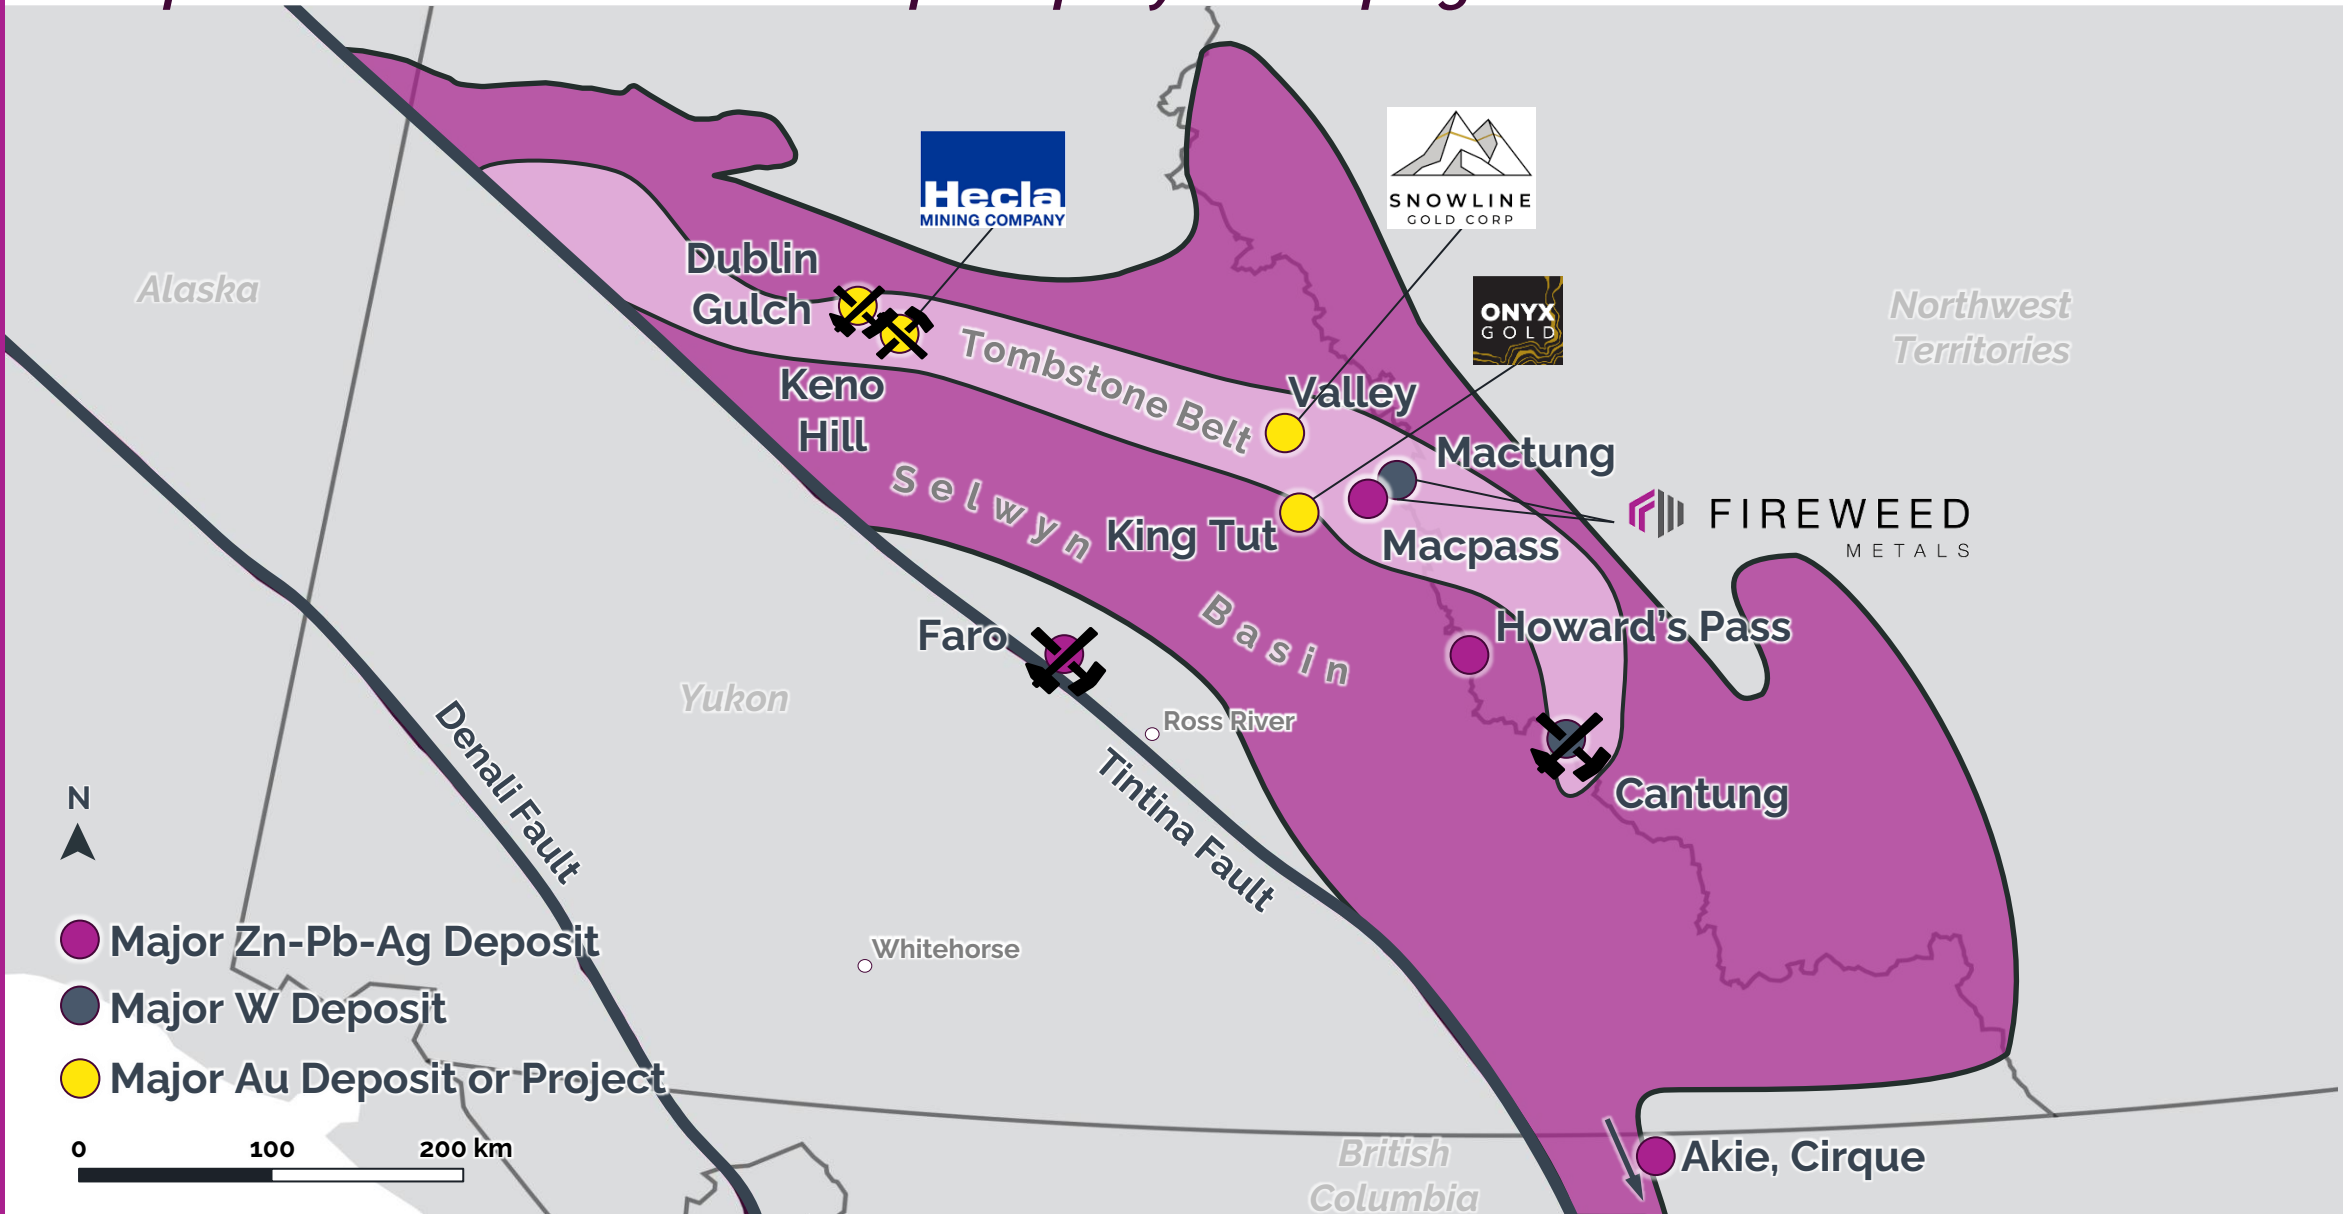 Hecla
MINING COMPANY
SNOWLINE
GOLD CORP
Dublin
Gulch
Alaska
ONYX
GOLD
Northwest
Territories
Tombstone Belt
Keno
Hill
Valley
Mactung
Selwyn
Basin
King Tut
Macpass
FIREWEED
METALS
Faro
Howard's Pass
Yukon
Ross River
Denali Fault
Tintina Fault
Cantung
N
Whitehorse
Major Zn-Pb-Ag Deposit
Major W Deposit
Major Au Deposit or Project
0 100 200 km
British
Columbia
Akie, Cirque